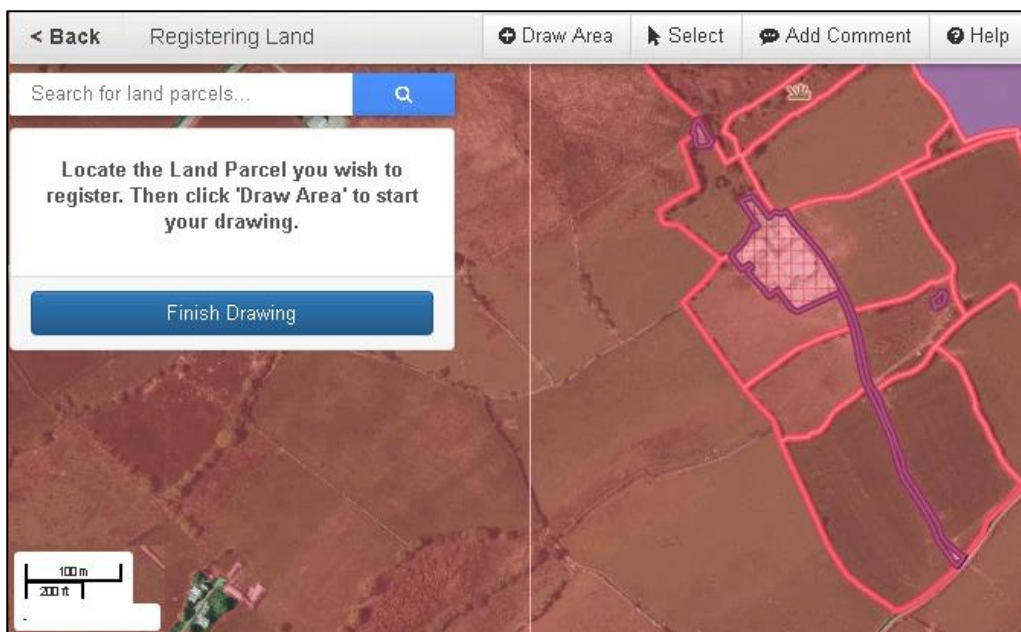 < Back
Registering Land
Draw Area
Select
Add Comment
Help
Search for land parcels...
Locate the Land Parcel you wish to
register. Then click 'Draw Area' to start
your drawing.
Finish Drawing
100 m
200 ft
-